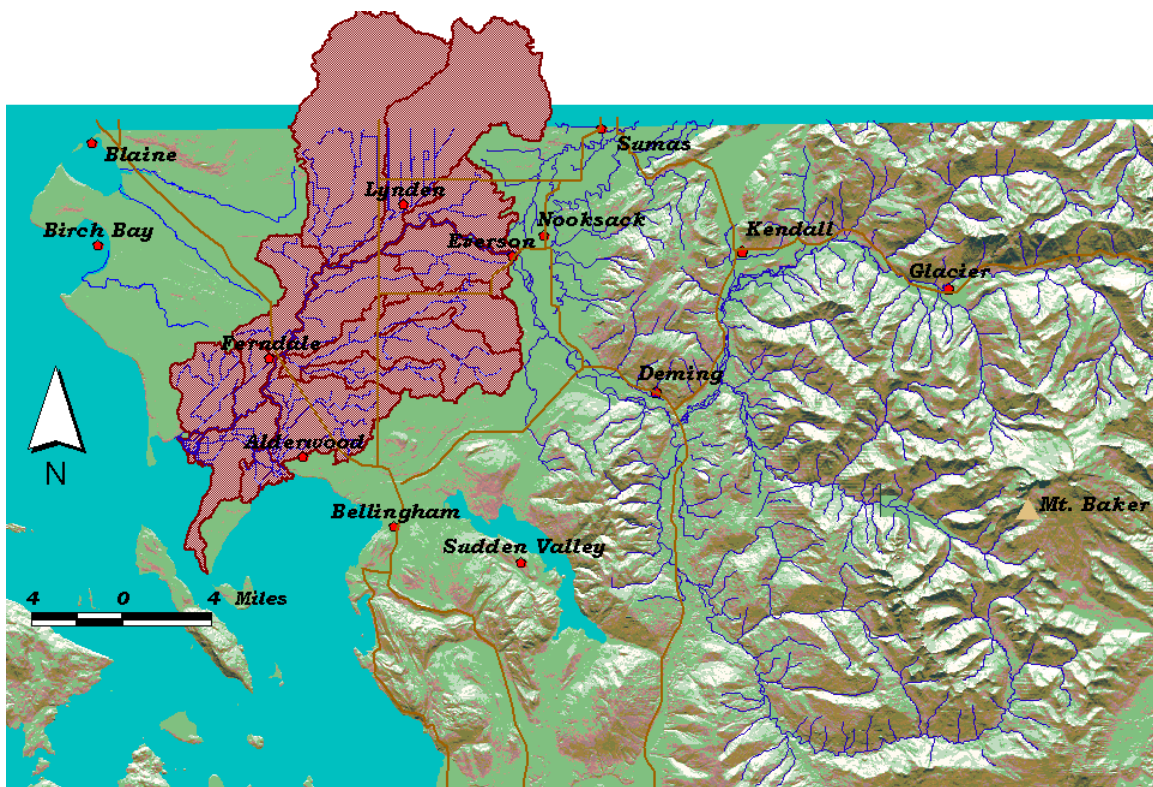 Blaine
Sumas
Lynden
Nooksack
Birch Bay
Everson
Kendall
Glacier
Ferndale
Deming
Alderwood
N
Mt. Baker
Bellingham
Sudden Valley
4 0 4 Miles